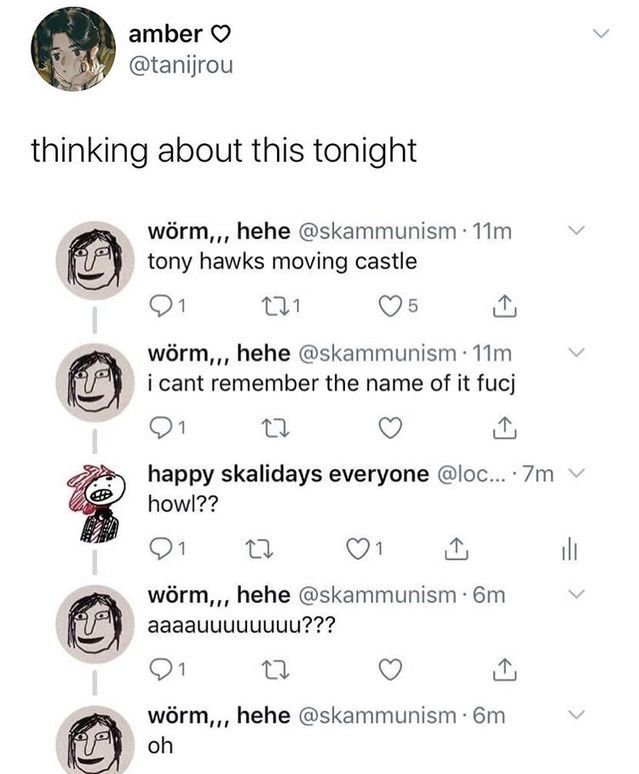 amber ♡
@tanijrou
thinking about this tonight
wörm,,, hehe @skammunism · 11m
tony hawks moving castle
1 1 5
wörm,,, hehe @skammunism · 11m
i cant remember the name of it fucj
1
happy skalidays everyone @loc... · 7m
howl??
1 1
wörm,,, hehe @skammunism · 6m
aaaauuuuuuuu???
1
wörm,,, hehe @skammunism · 6m
oh